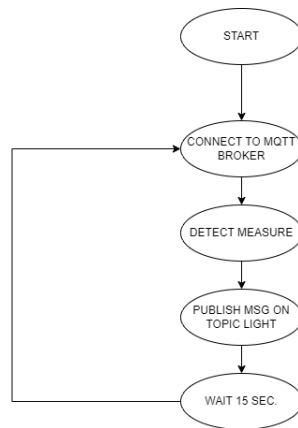 START
CONNECT TO MQTT
BROKER
DETECT MEASURE
PUBLISH MSG ON
TOPIC LIGHT
WAIT 15 SEC.